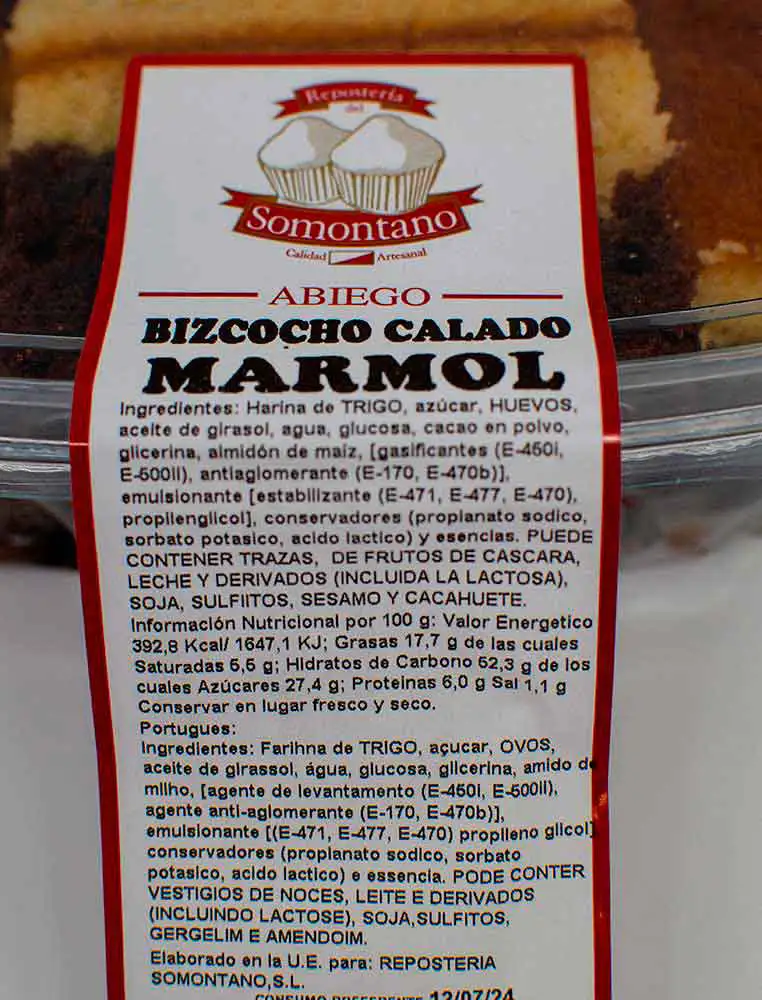 Repostería
del
Somontano
Calidad Artesanal
ABIEGO
BIZCOCHO CALADO
MARMOL
Ingredientes: Harina de TRIGO, azúcar, HUEVOS,
aceite de girasol, agua, glucosa, cacao en polvo,
glicerina, almidón de maiz, [gasificantes (E-450i,
E-500II), antiaglomerante (E-170, E-470b)],
emulsionante [estabilizante (E-471, E-477, E-470),
propilenglicol], conservadores (propianato sodico,
sorbato potasico, acido lactico) y esencias. PUEDE
CONTENER TRAZAS, DE FRUTOS DE CASCARA,
LECHE Y DERIVADOS (INCLUIDA LA LACTOSA),
SOJA, SULFIITOS, SESAMO Y CACAHUETE.
Información Nutricional por 100 g: Valor Energetico
392,8 Kcal/ 1647,1 KJ; Grasas 17,7 g de las cuales
Saturadas 5,5 g; Hidratos de Carbono 52,3 g de los
cuales Azúcares 27,4 g; Proteinas 6,0 g Sal 1,1 g
Conservar en lugar fresco y seco.
Portugues:
Ingredientes: Farihna de TRIGO, açucar, OVOS,
aceite de girassol, água, glucosa, glicerina, amido de
milho, [agente de levantamento (E-450I, E-500II),
agente anti-aglomerante (E-170, E-470b)],
emulsionante [(E-471, E-477, E-470) propileno glicol]
conservadores (propianato sodico, sorbato
potasico, acido lactico) e essencia. PODE CONTER
VESTIGIOS DE NOCES, LEITE E DERIVADOS
(INCLUINDO LACTOSE), SOJA,SULFITOS,
GERGELIM E AMENDOIM.
Elaborado en la U.E. para: REPOSTERIA
SOMONTANO,S.L.
CONSUMO PREFERENTE 12/07/24